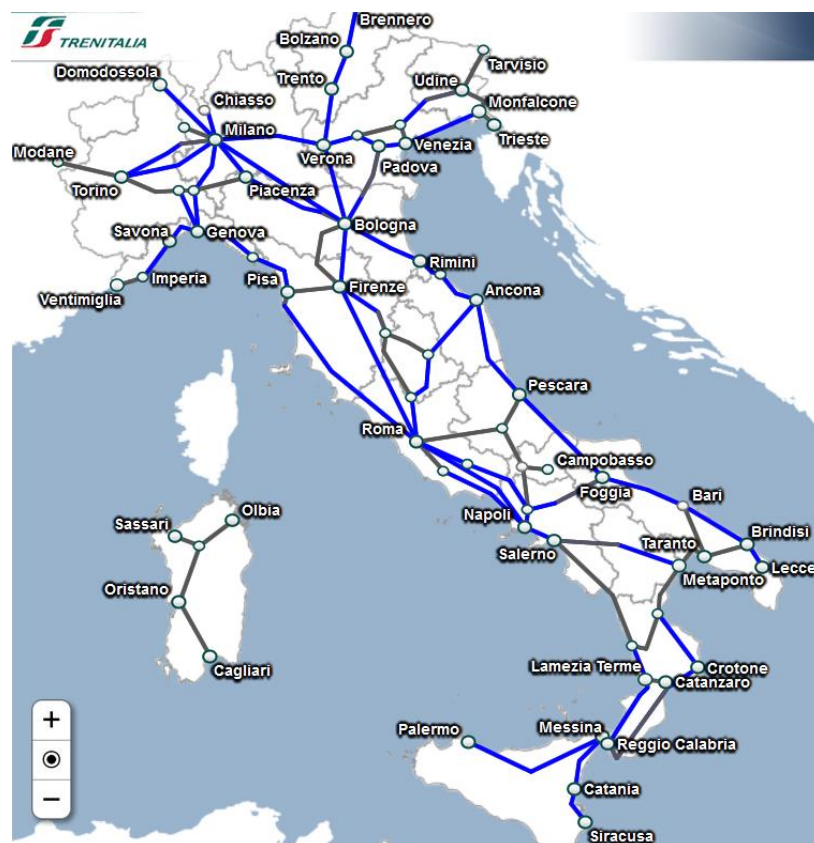 TRENITALIA
Brennero
Bolzano
Tarvisio
Domodossola
Trento
Udine
Chiasso
Monfalcone
Milano
Trieste
Modane
Verona
Venezia
Padova
Torino
Piacenza
Savona
Genova
Bologna
Rimini
Imperia
Pisa
Firenze
Ancona
Ventimiglia
Pescara
Roma
Campobasso
Foggia
Bari
Olbia
Napoli
Sassari
Brindisi
Taranto
Salerno
Lecce
Metaponto
Oristano
Lamezia Terme
Crotone
Cagliari
Catanzaro
+
Palermo
Messina
Reggio Calabria
Catania
−
Siracusa